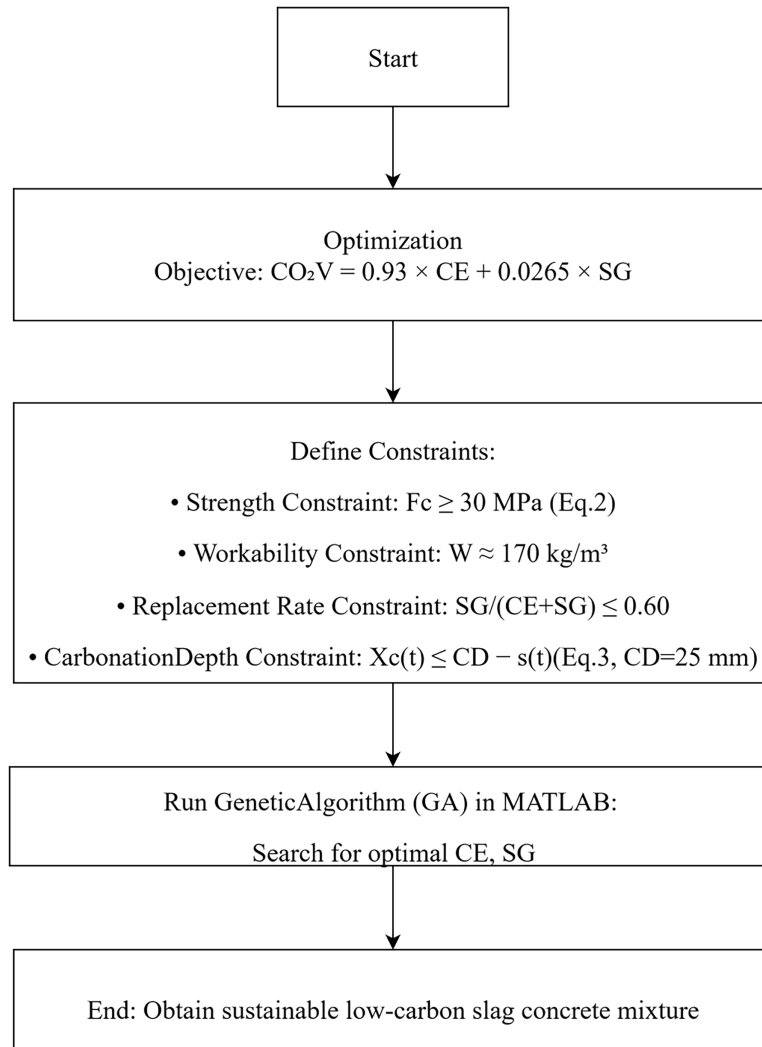 Start
Optimization
Objective: CO₂V = 0.93 × CE + 0.0265 × SG
Define Constraints:
• Strength Constraint: Fc ≥ 30 MPa (Eq.2)
• Workability Constraint: W ≈ 170 kg/m³
• Replacement Rate Constraint: SG/(CE+SG) ≤ 0.60
• CarbonationDepth Constraint: Xc(t) ≤ CD − s(t)(Eq.3, CD=25 mm)
Run GeneticAlgorithm (GA) in MATLAB:
Search for optimal CE, SG
End: Obtain sustainable low-carbon slag concrete mixture